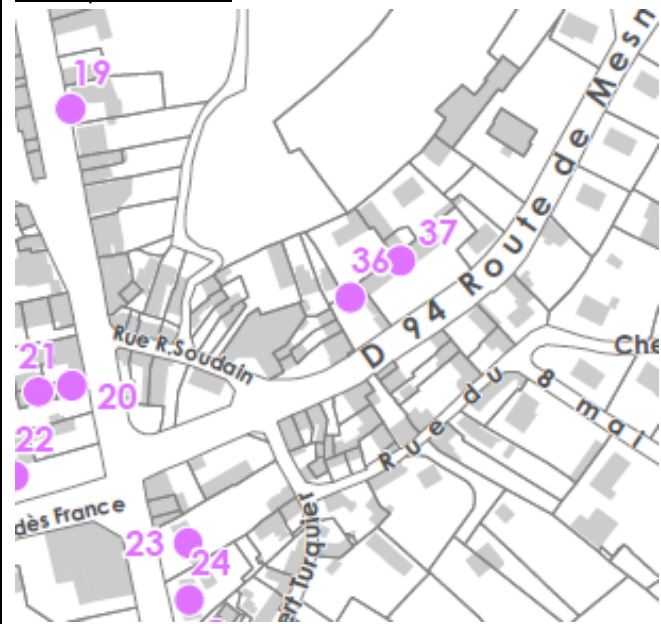 19
37
36
D 94 Route de Mesn
Rue R.Soudain
21
20
Che
Rue du 8 mai
22
dès France
23
24
ert Turquier